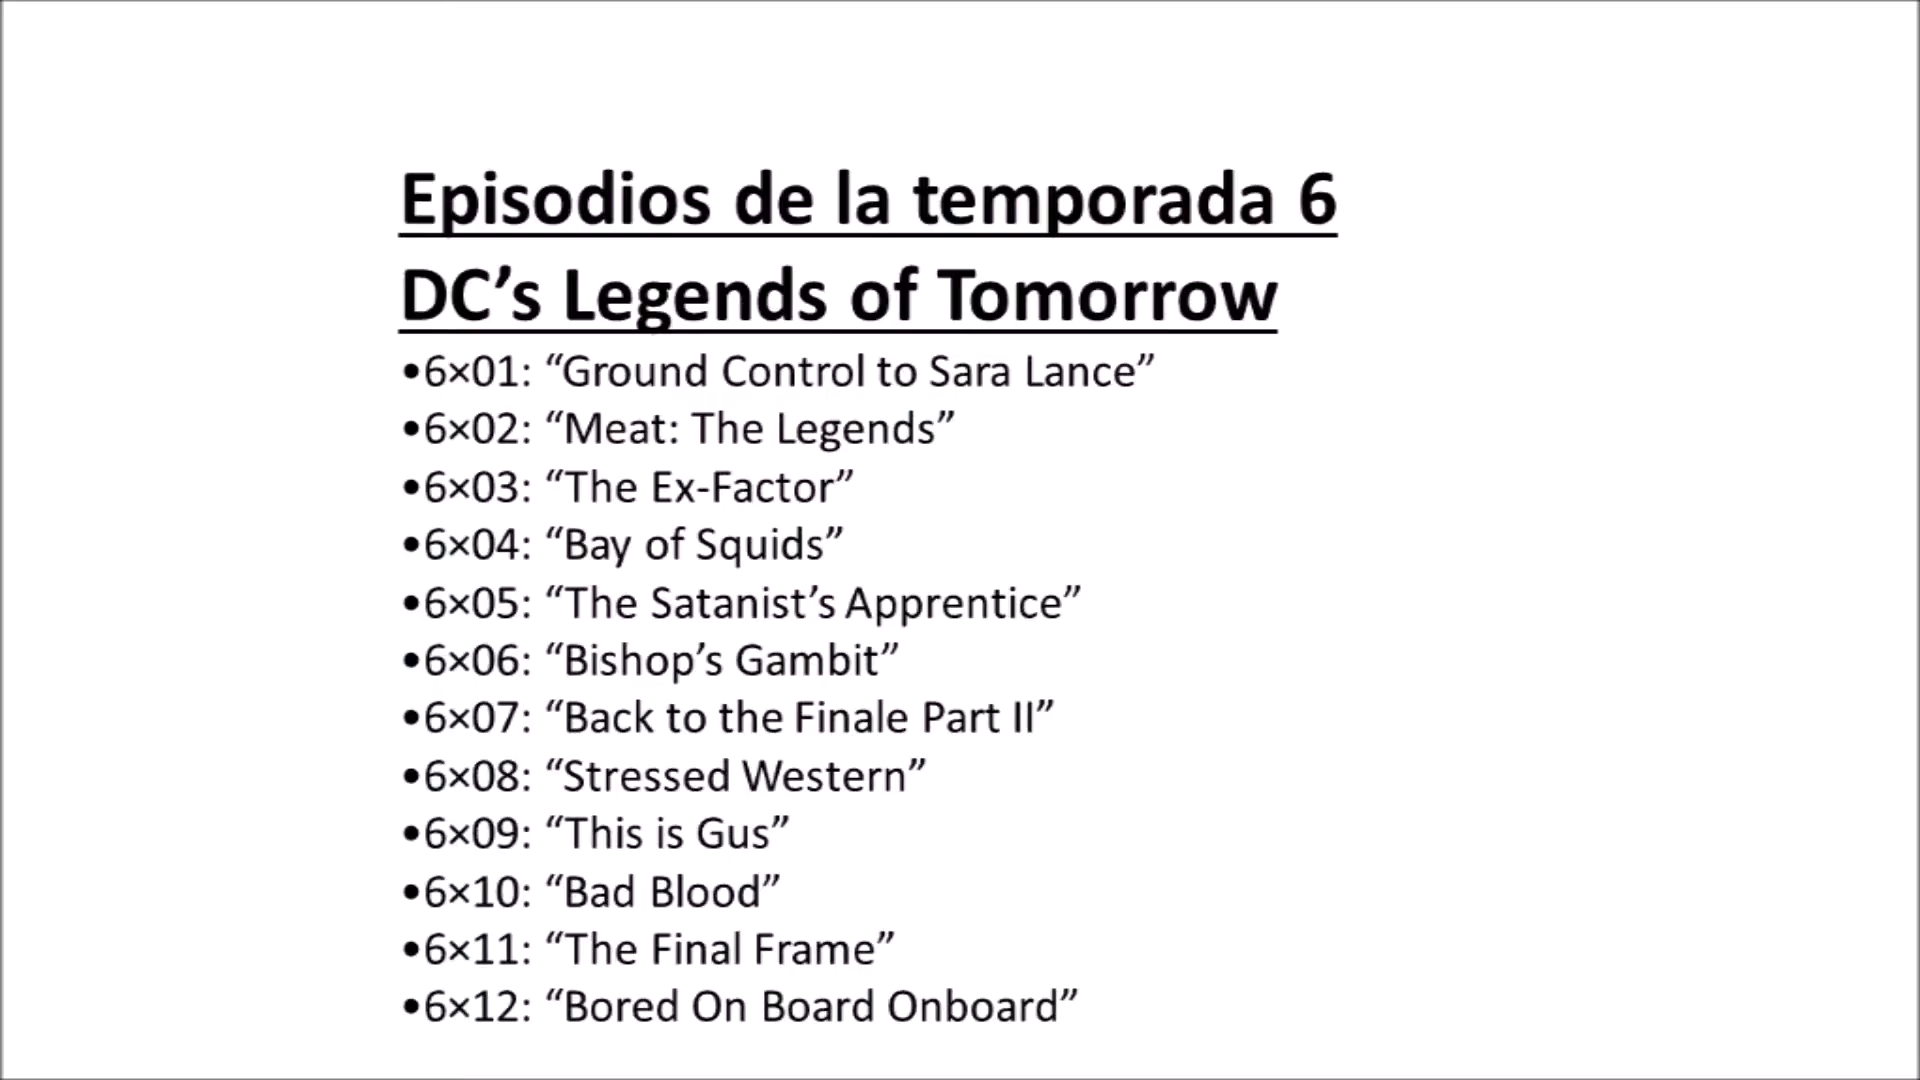 Episodios de la temporada 6
DC’s Legends of Tomorrow
•6×01: “Ground Control to Sara Lance”
•6×02: “Meat: The Legends”
•6×03: “The Ex-Factor”
•6×04: “Bay of Squids”
•6×05: “The Satanist’s Apprentice”
•6×06: “Bishop’s Gambit”
•6×07: “Back to the Finale Part II”
•6×08: “Stressed Western”
•6×09: “This is Gus”
•6×10: “Bad Blood”
•6×11: “The Final Frame”
•6×12: “Bored On Board Onboard”